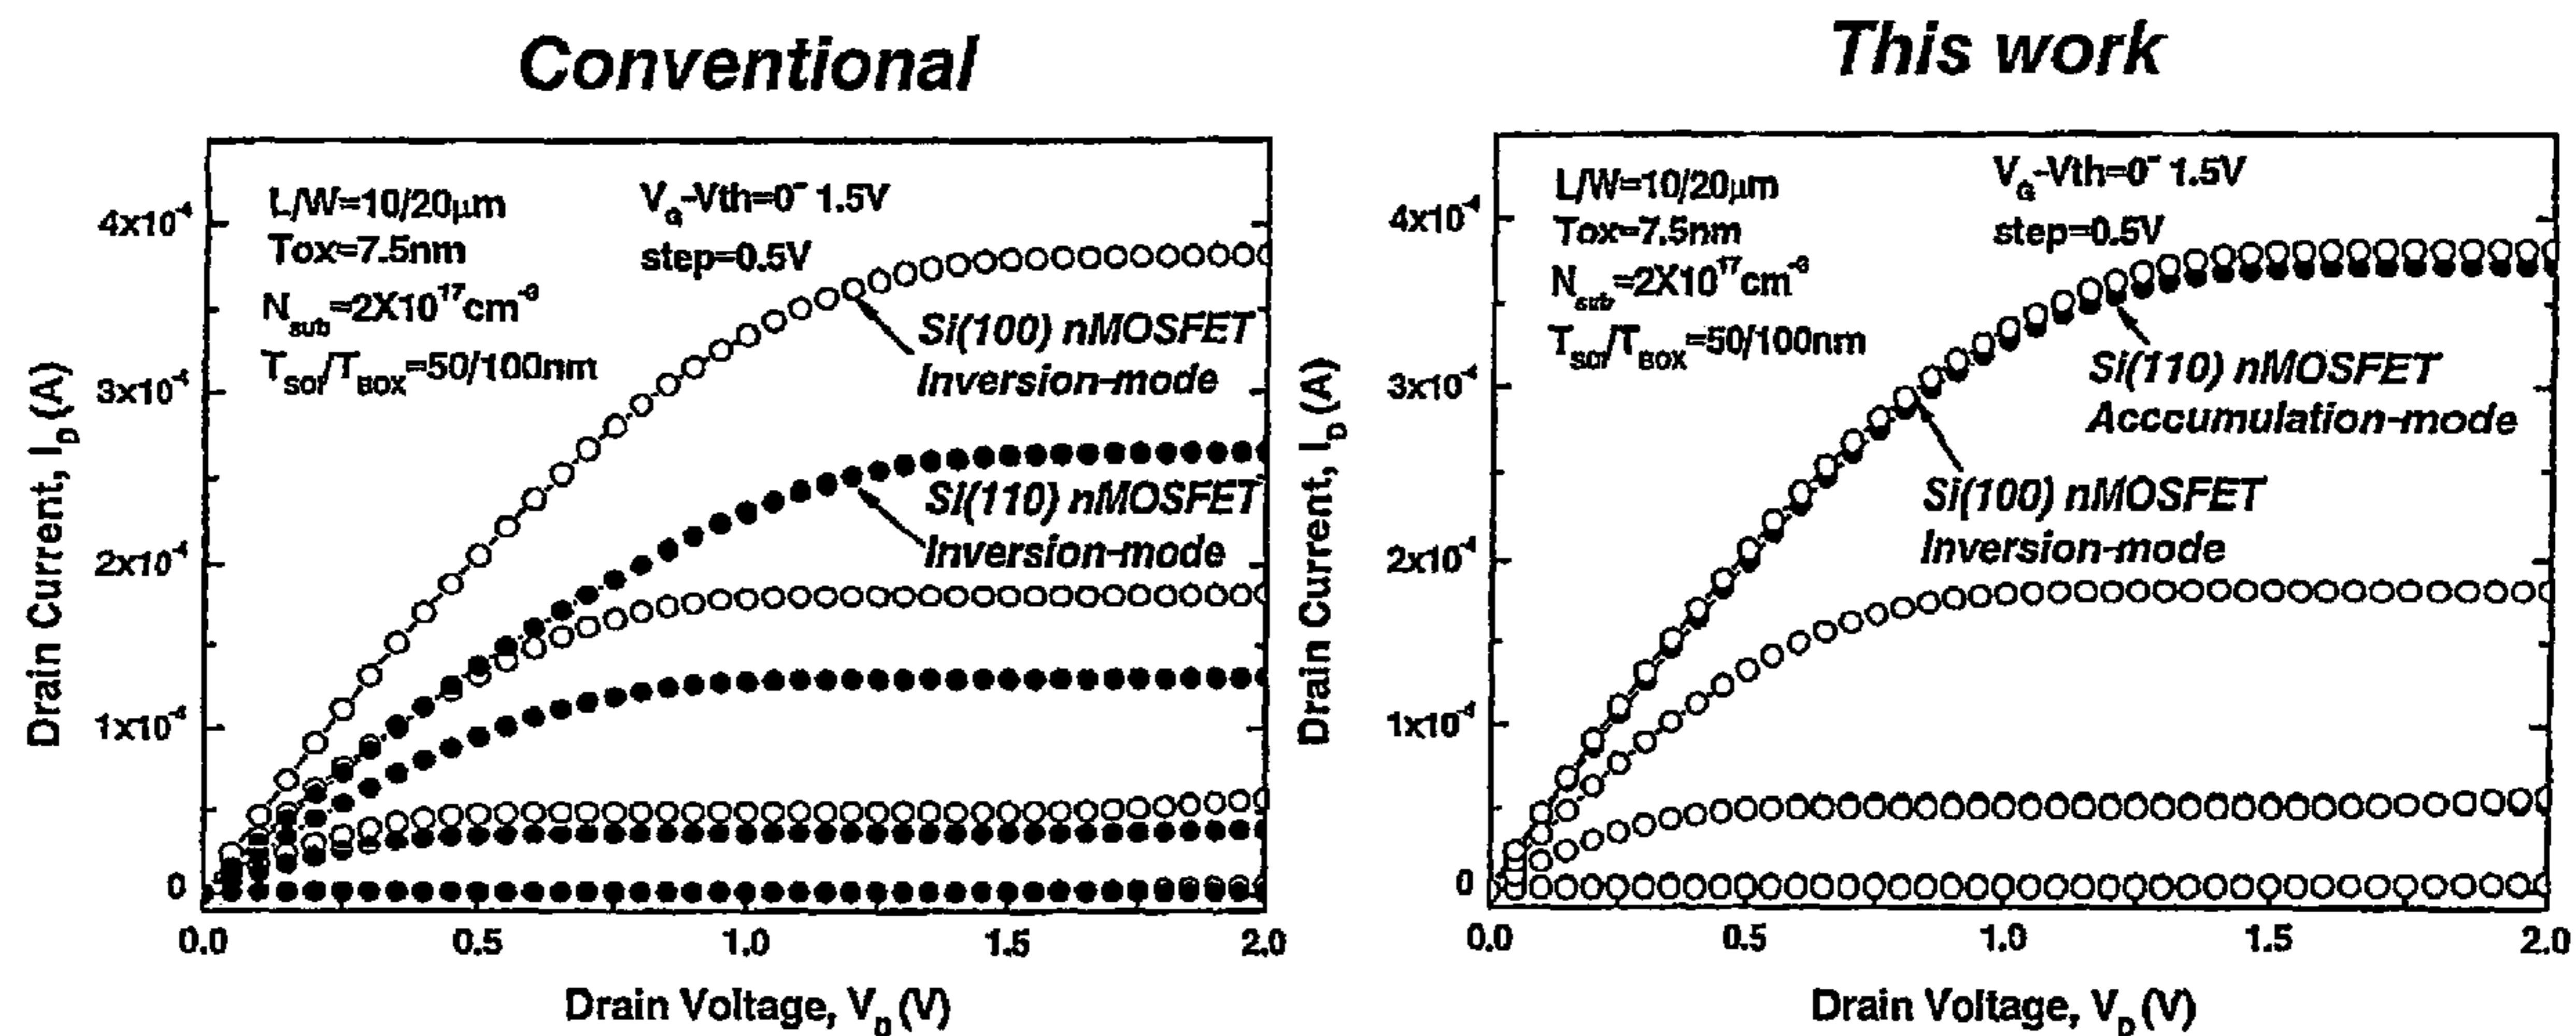 Conventional
This work
L/W=10/20μm
Tox=7.5nm
N_sub=2X10^17cm^-3
T_SOI/T_BOX=50/100nm
V_G-Vth=0~1.5V
step=0.5V
Si(100) nMOSFET
Inversion-mode
Si(110) nMOSFET
Inversion-mode
Drain Current, I_D(A)
4x10^-4
3x10^-4
2x10^-4
1x10^-4
0
0.0 0.5 1.0 1.5 2.0
Drain Voltage, V_D(V)
L/W=10/20μm
Tox=7.5nm
N_sub=2X10^17cm^-3
T_SOI/T_BOX=50/100nm
V_G-Vth=0~1.5V
step=0.5V
Si(110) nMOSFET
Acccumulation-mode
Si(100) nMOSFET
Inversion-mode
Drain Current, I_D(A)
4x10^-4
3x10^-4
2x10^-4
1x10^-4
0
0.0 0.5 1.0 1.5 2.0
Drain Voltage, V_D(V)